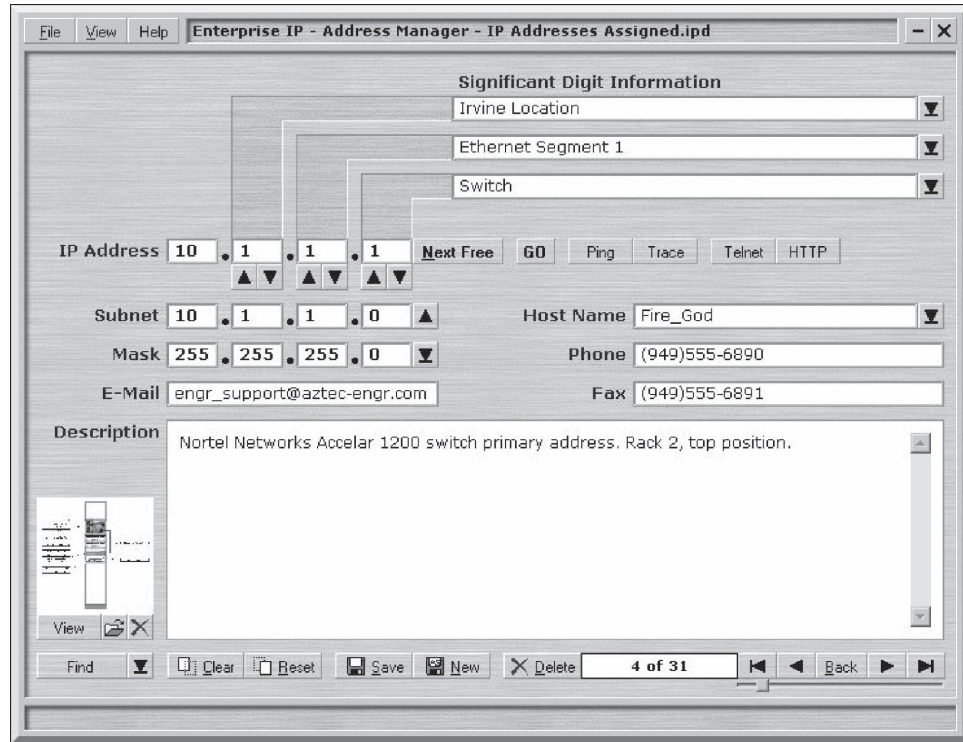 File View Help Enterprise IP - Address Manager - IP Addresses Assigned.ipd
Significant Digit Information
Irvine Location
Ethernet Segment 1
Switch
IP Address 10 . 1 . 1 . 1 Next Free GO Ping Trace Telnet HTTP
Subnet 10 . 1 . 1 . 0 Host Name Fire_God
Mask 255 . 255 . 255 . 0 Phone (949)555-6890
E-Mail engr_support@aztec-engr.com Fax (949)555-6891
Description Nortel Networks Accelar 1200 switch primary address. Rack 2, top position.
View
Find Clear Reset Save New Delete 4 of 31 Back